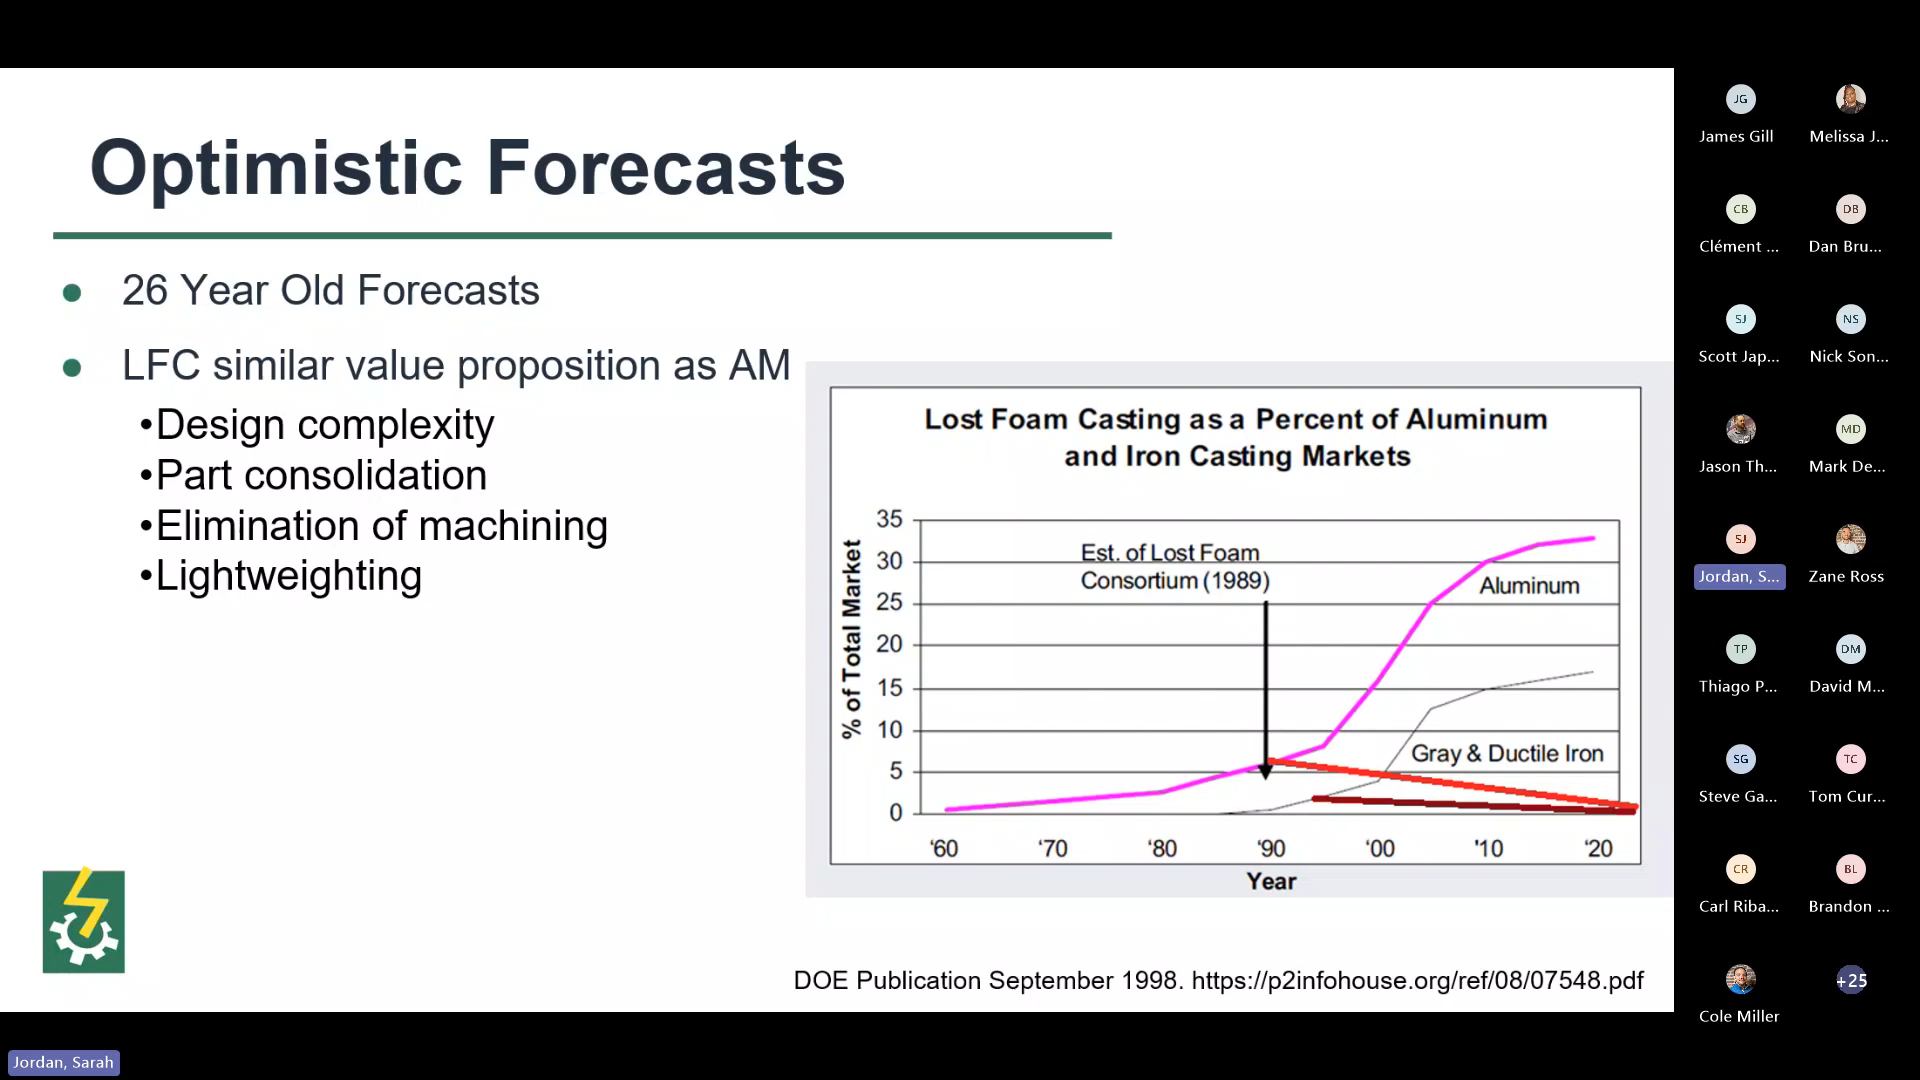 Optimistic Forecasts
26 Year Old Forecasts
LFC similar value proposition as AM
•Design complexity
•Part consolidation
•Elimination of machining
•Lightweighting
Lost Foam Casting as a Percent of Aluminum
and Iron Casting Markets
% of Total Market
35
30
25
20
15
10
5
0
Est. of Lost Foam
Consortium (1989)
Aluminum
Gray & Ductile Iron
‘60 ‘70 ‘80 ‘90 ‘00 '10 ‘20
Year
DOE Publication September 1998. https://p2infohouse.org/ref/08/07548.pdf
Jordan, Sarah
JG
James Gill
Melissa J...
CB
Clément ...
DB
Dan Bru...
SJ
Scott Jap...
NS
Nick Son...
Jason Th...
MD
Mark De...
SJ
Jordan, S...
Zane Ross
TP
Thiago P...
DM
David M...
SG
Steve Ga...
TC
Tom Cur...
CR
Carl Riba...
BL
Brandon ...
Cole Miller
+25